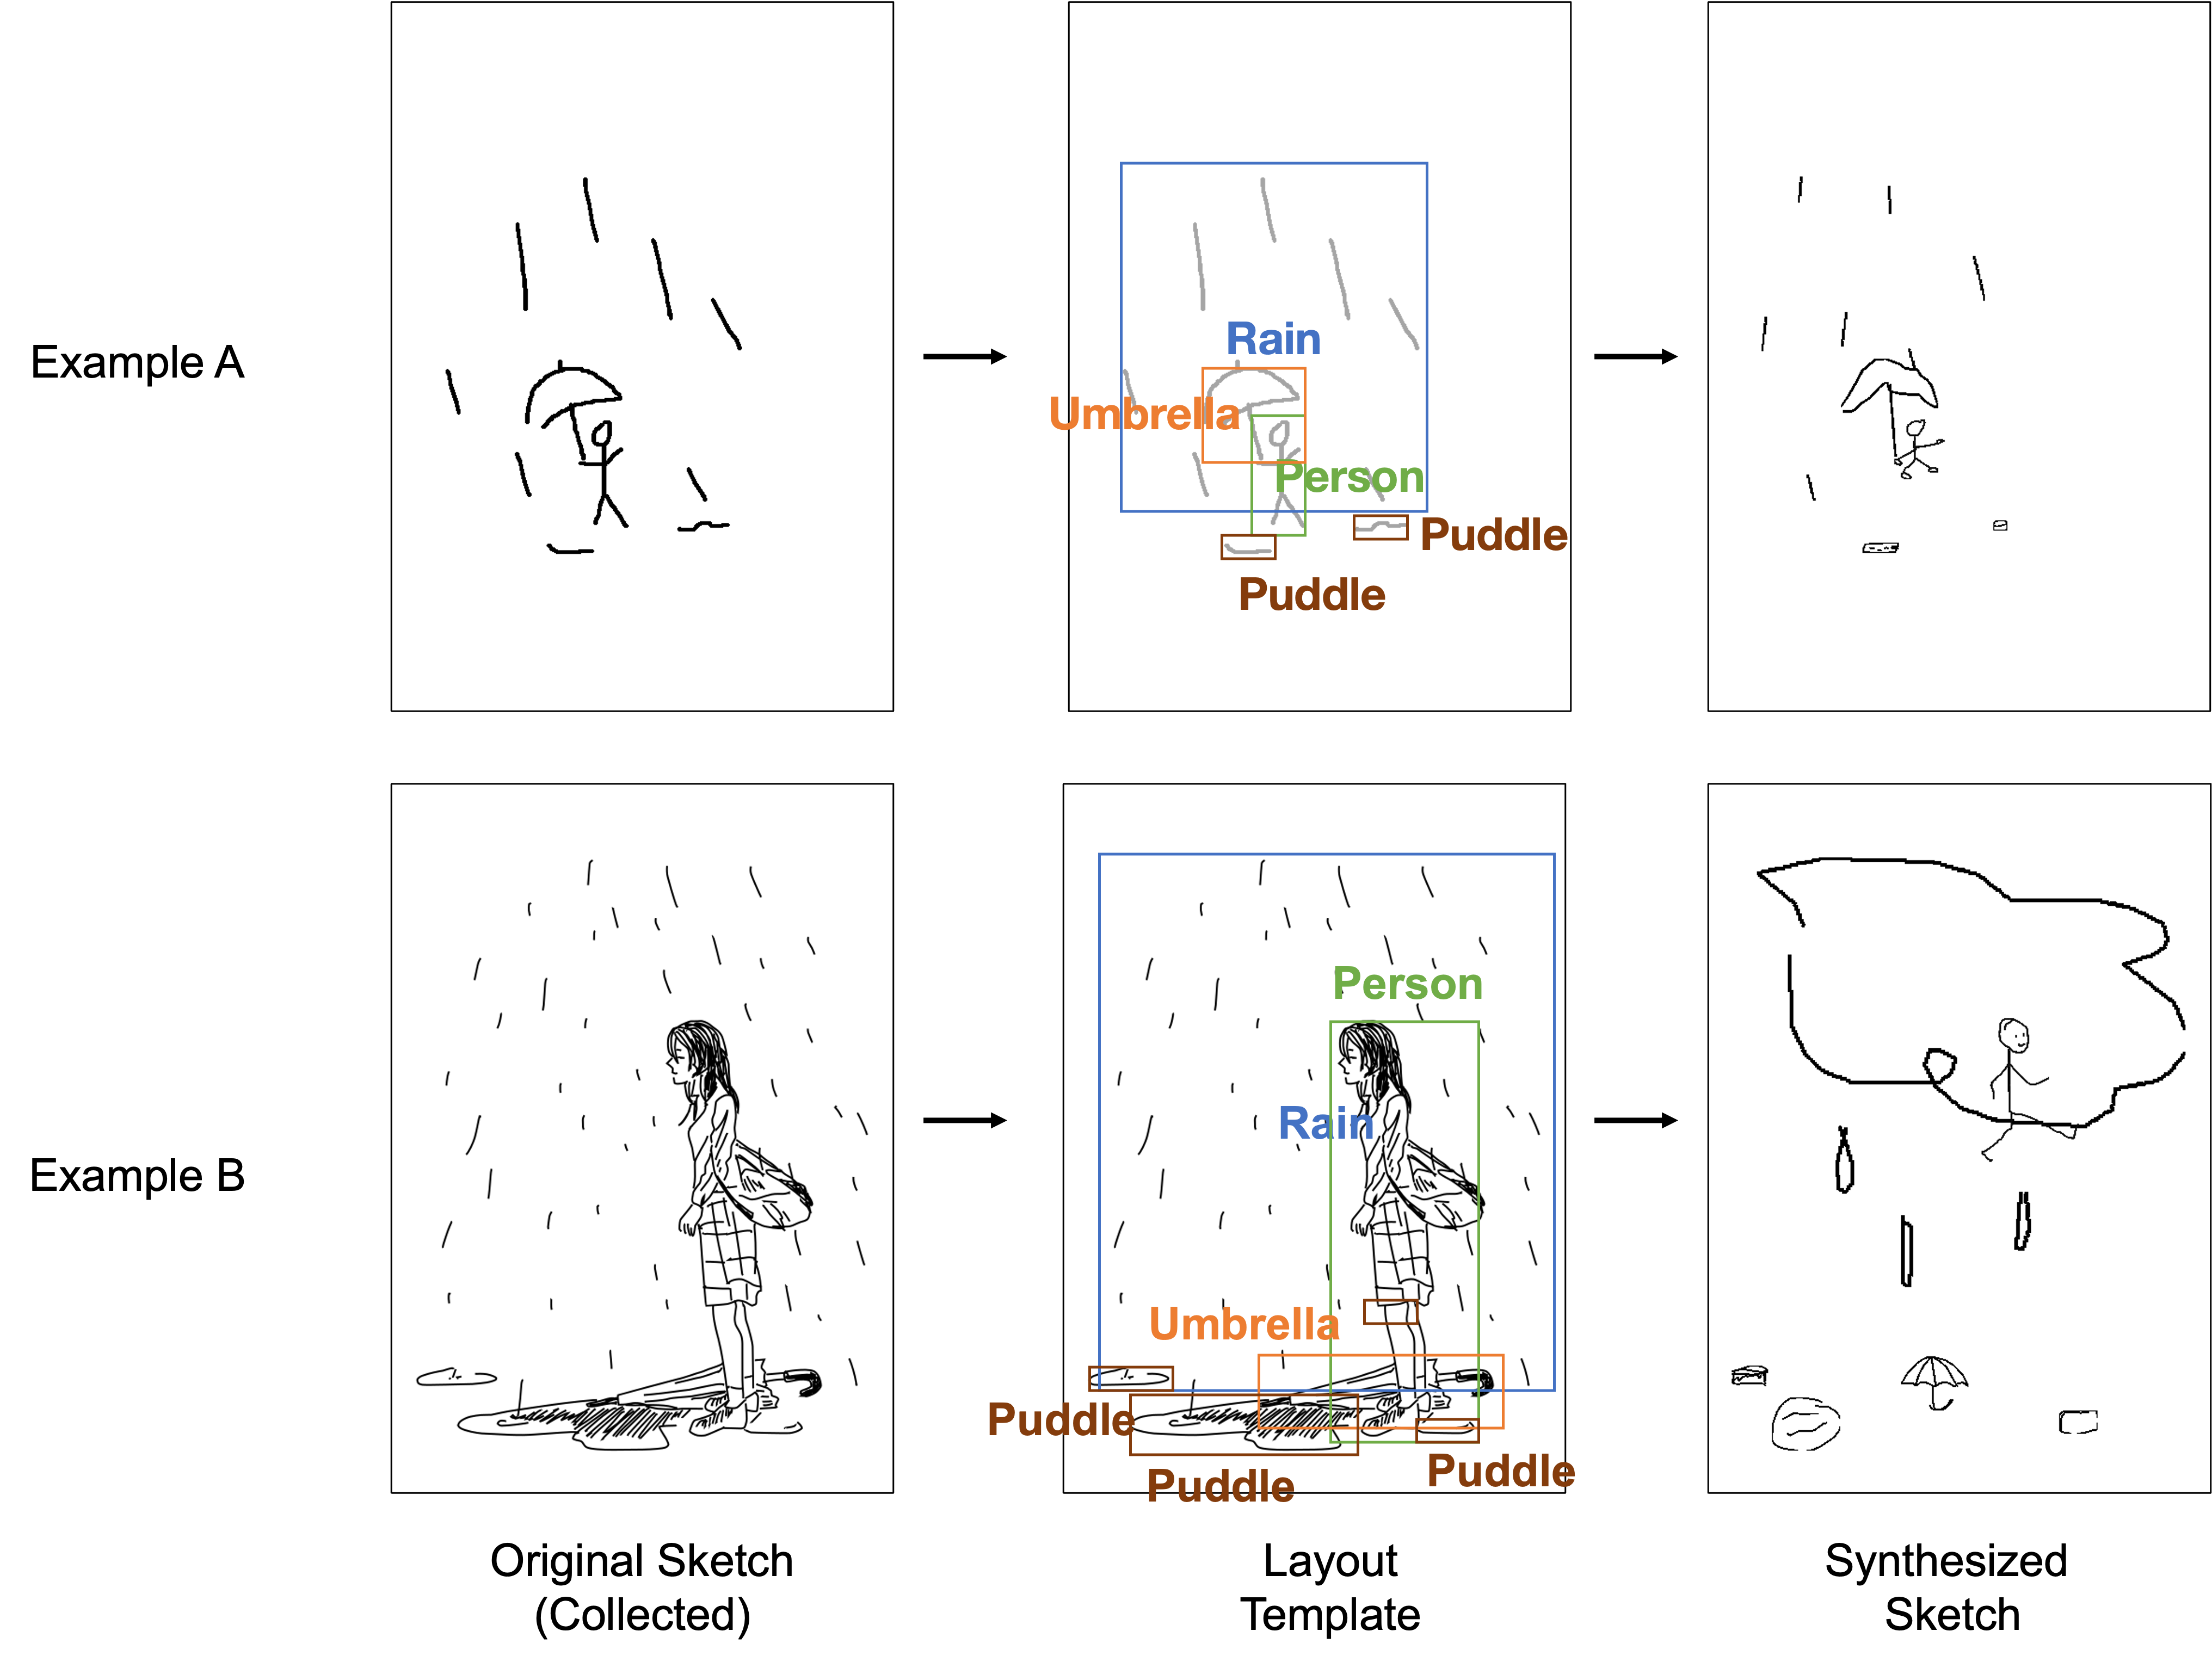 Example A
Rain
Umbrella
Person
Puddle
Puddle
Example B
Person
Rain
Umbrella
Puddle
Puddle
Puddle
Original Sketch
(Collected)
Layout
Template
Synthesized
Sketch